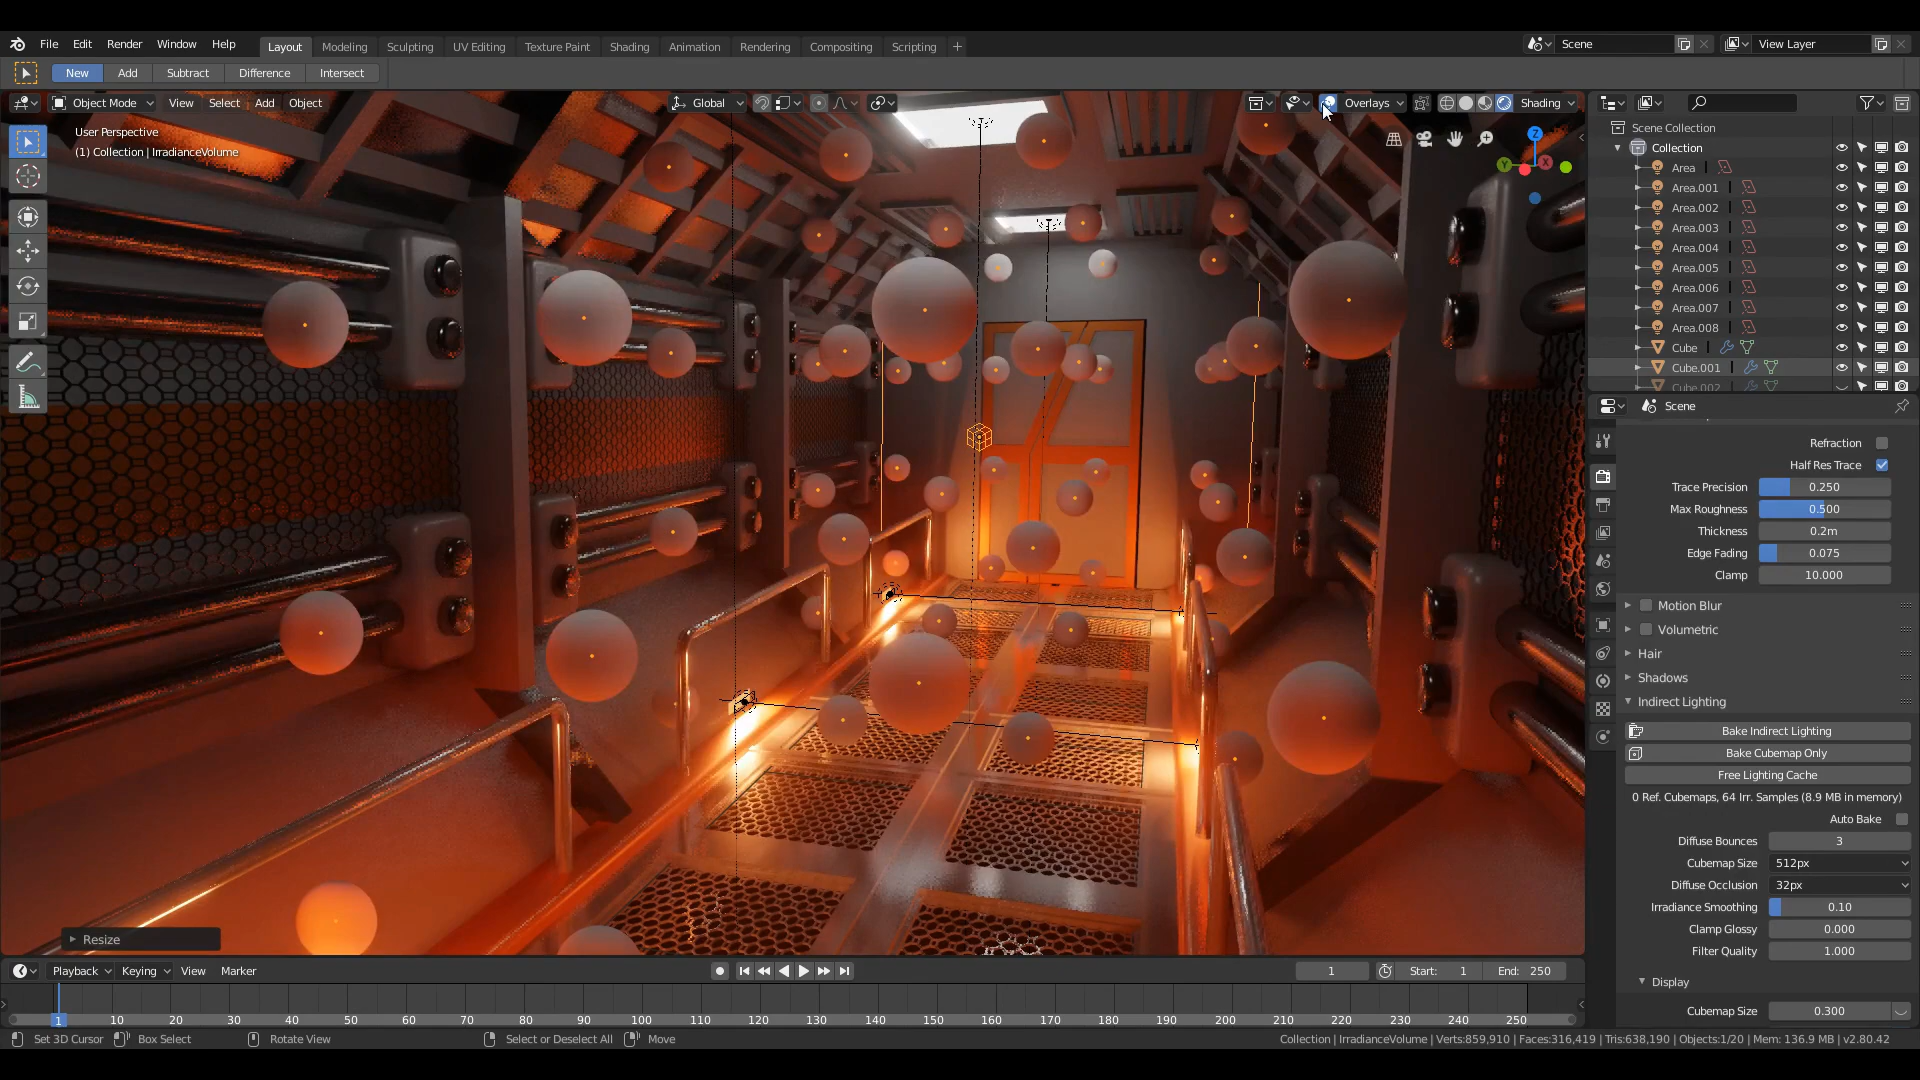 File Edit Render Window Help Layout Modeling Sculpting UV Editing Texture Paint Shading Animation Rendering Compositing Scripting + Scene View Layer
New Add Subtract Difference Intersect
Object Mode View Select Add Object Global Overlays Shading
User Perspective
(1) Collection | IrradianceVolume
Z
Y
X
Scene Collection
Collection
Area
Area.001
Area.002
Area.003
Area.004
Area.005
Area.006
Area.007
Area.008
Cube
Cube.001
Cube.002
Scene
Refraction
Half Res Trace
Trace Precision 0.250
Max Roughness 0.500
Thickness 0.2m
Edge Fading 0.075
Clamp 10.000
Motion Blur
Volumetric
Hair
Shadows
Indirect Lighting
Bake Indirect Lighting
Bake Cubemap Only
Free Lighting Cache
0 Ref. Cubemaps, 64 Irr. Samples (8.9 MB in memory)
Auto Bake
Diffuse Bounces 3
Cubemap Size 512px
Diffuse Occlusion 32px
Irradiance Smoothing 0.10
Clamp Glossy 0.000
Filter Quality 1.000
Display
Cubemap Size 0.300
Resize
Playback Keying View Marker 1 Start: 1 End: 250
1 10 20 30 40 50 60 70 80 90 100 110 120 130 140 150 160 170 180 190 200 210 220 230 240 250
Set 3D Cursor Box Select Rotate View Select or Deselect All Move Collection | IrradianceVolume | Verts:859,910 | Faces:316,419 | Tris:638,190 | Objects:1/20 | Mem: 136.9 MB | v2.80.42